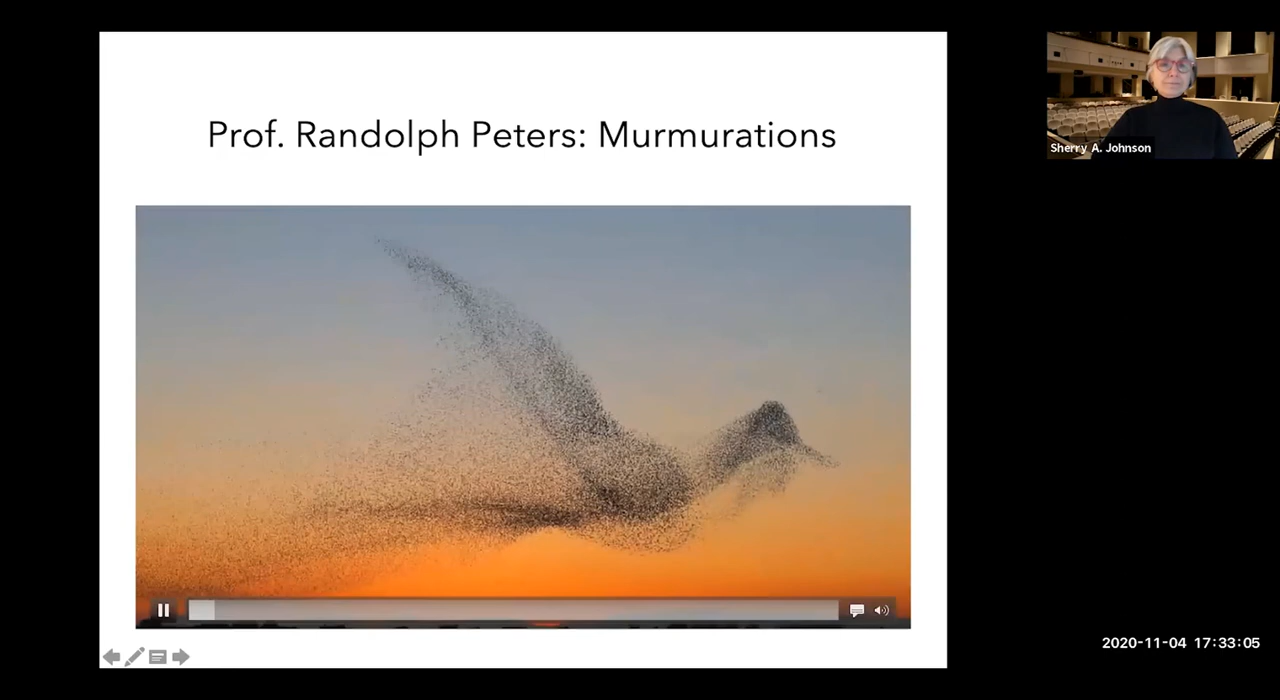 Prof. Randolph Peters: Murmurations
Sherry A. Johnson
2020-11-04 17:33:05